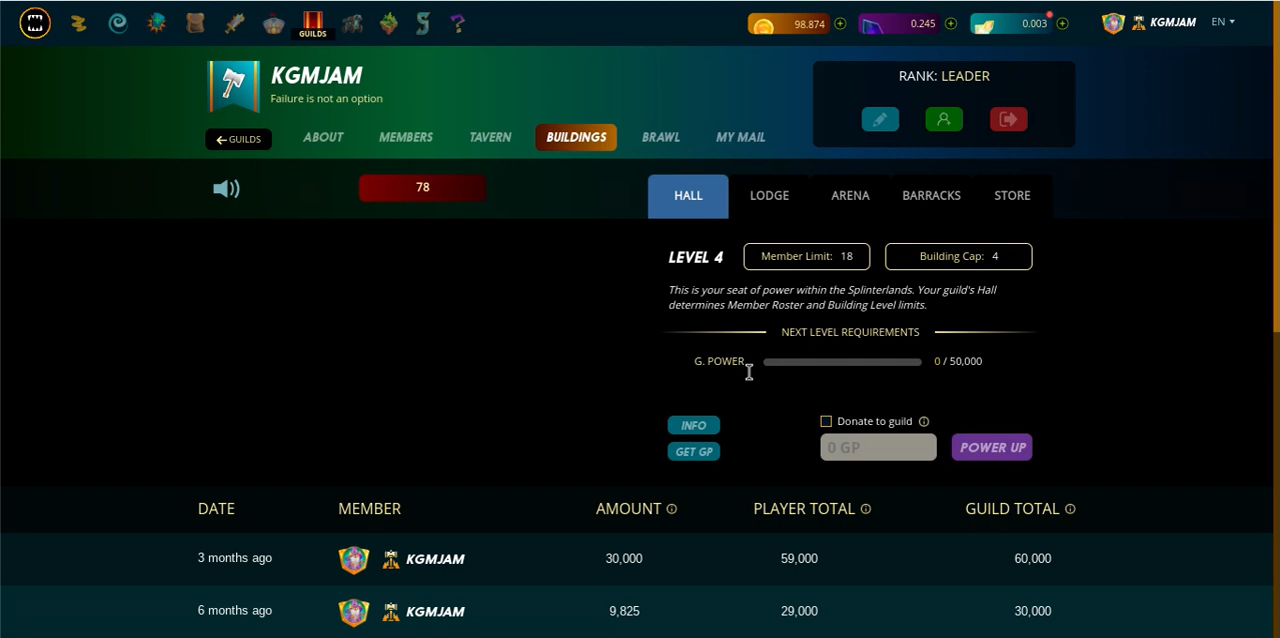 GUILDS
98.874
0.245
0.003
KGMJAM
EN
KGMJAM
Failure is not an option
RANK: LEADER
GUILDS
ABOUT
MEMBERS
TAVERN
BUILDINGS
BRAWL
MY MAIL
78
HALL
LODGE
ARENA
BARRACKS
STORE
LEVEL 4
Member Limit: 18
Building Cap: 4
This is your seat of power within the Splinterlands. Your guild's Hall
determines Member Roster and Building Level limits.
NEXT LEVEL REQUIREMENTS
G. POWER
0 / 50,000
INFO
Donate to guild
GET GP
0 GP
POWER UP
DATE MEMBER AMOUNT PLAYER TOTAL GUILD TOTAL
3 months ago KGMJAM 30,000 59,000 60,000
6 months ago KGMJAM 9,825 29,000 30,000